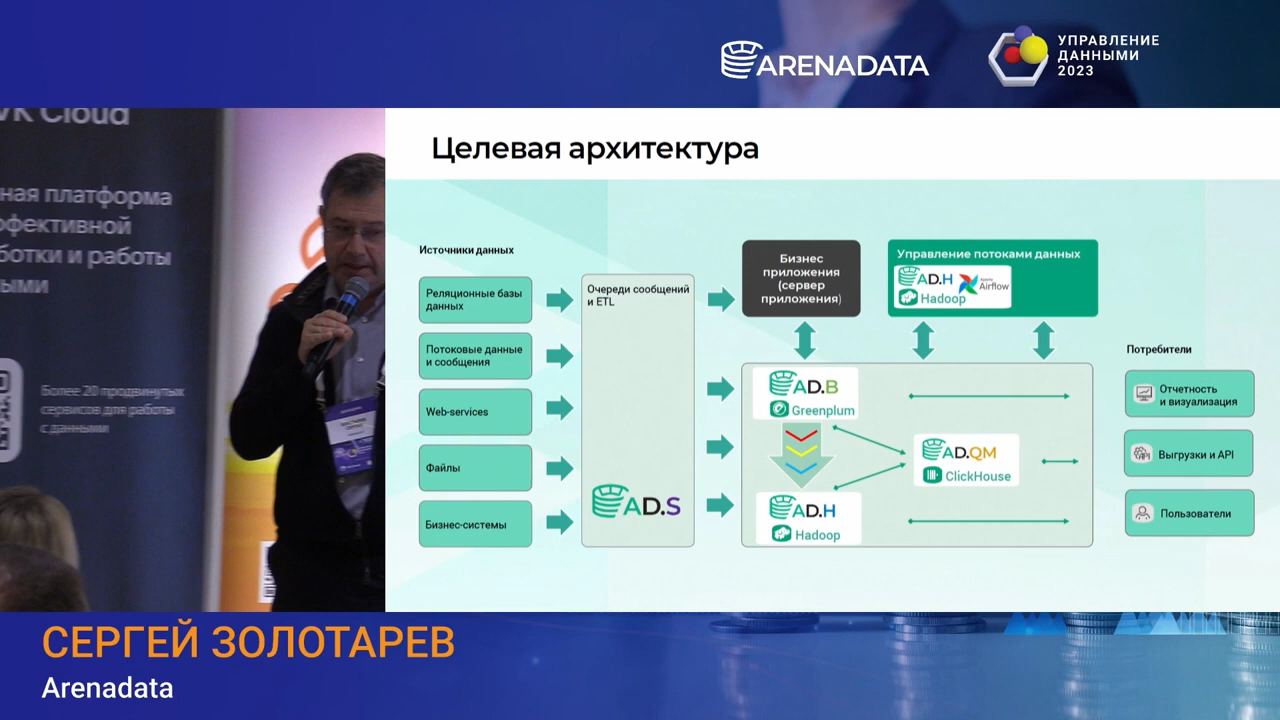 ARENADATA
УПРАВЛЕНИЕ
ДАННЫМИ
2023
VK Cloud
ная платформа
ффективной
ботки и работы
ыми
Более 20 продвинутых
сервисов для работы
с данными
Целевая архитектура
Источники данных
Реляционные базы
данных
Потоковые данные
и сообщения
Web-services
Файлы
Бизнес-системы
Очереди сообщений
и ETL
AD.S
Бизнес
приложения
(сервер
приложения)
Управление потоками данных
AD.H
Hadoop
Apache
Airflow
AD.B
Greenplum
AD.QM
ClickHouse
AD.H
Hadoop
Потребители
Отчетность
и визуализация
Выгрузки и API
Пользователи
СЕРГЕЙ ЗОЛОТАРЕВ
Arenadata